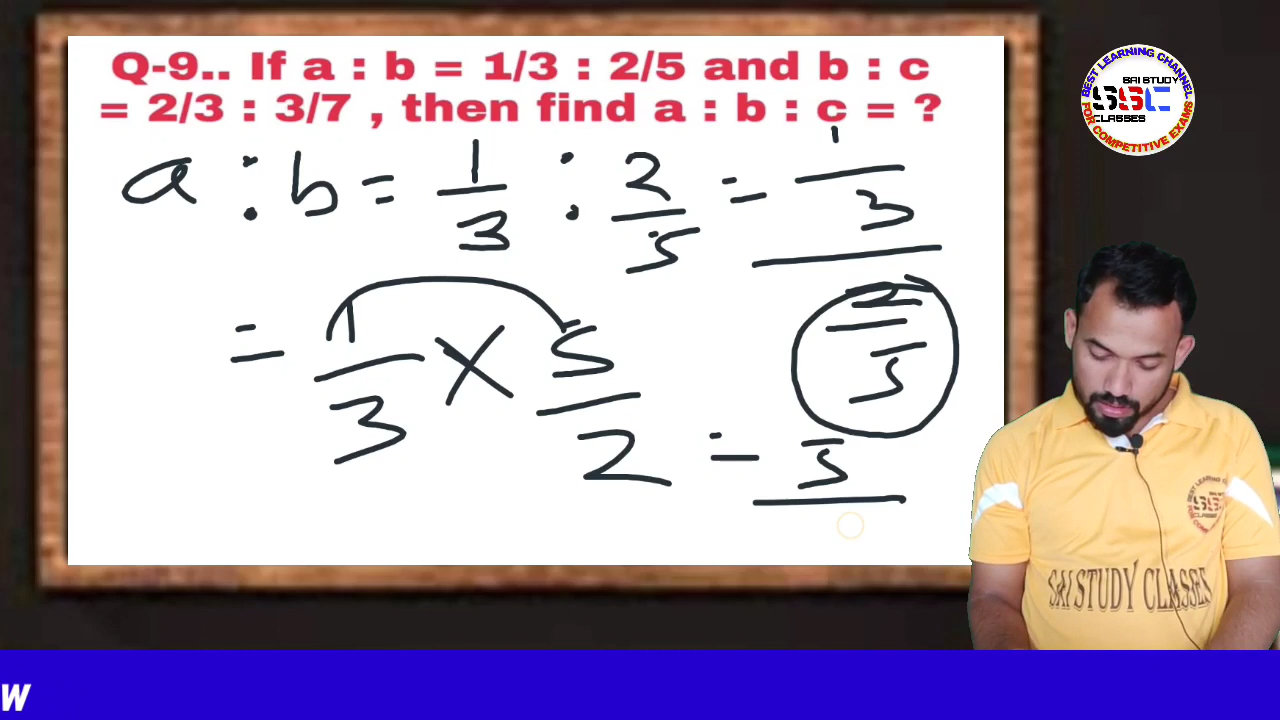 Q-9.. If a : b = 1/3 : 2/5 and b : c
= 2/3 : 3/7 , then find a : b : c = ?
a : b = 1/3 : 2/5 = 1/3 / 2/5
= 1/3 × 5/2 = 5
BEST LEARNING CHANNEL
SAI STUDY
SSC
CLASSES
FOR COMPETITIVE EXAMS
SAI STUDY CLASSES
W